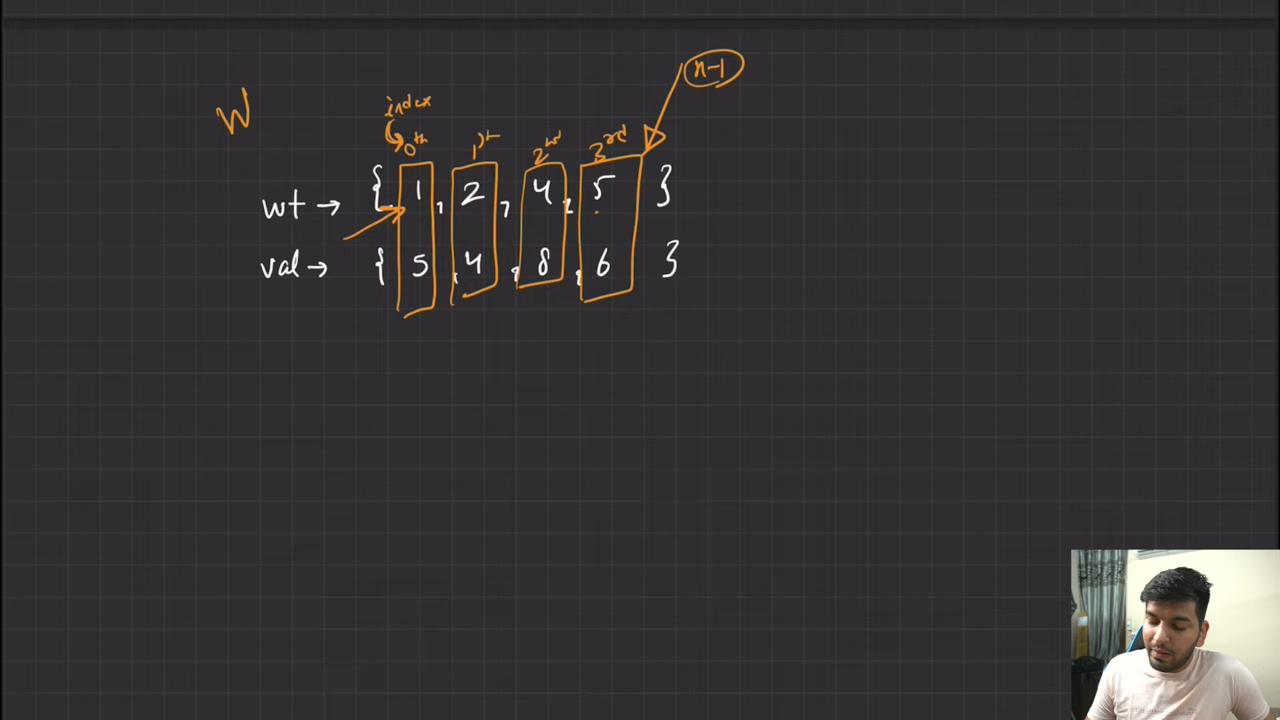 n-1
W
index
0th 1st 2nd 3rd
wt → { 1, 2, 4, 5 }
val → { 5, 4, 8, 6 }